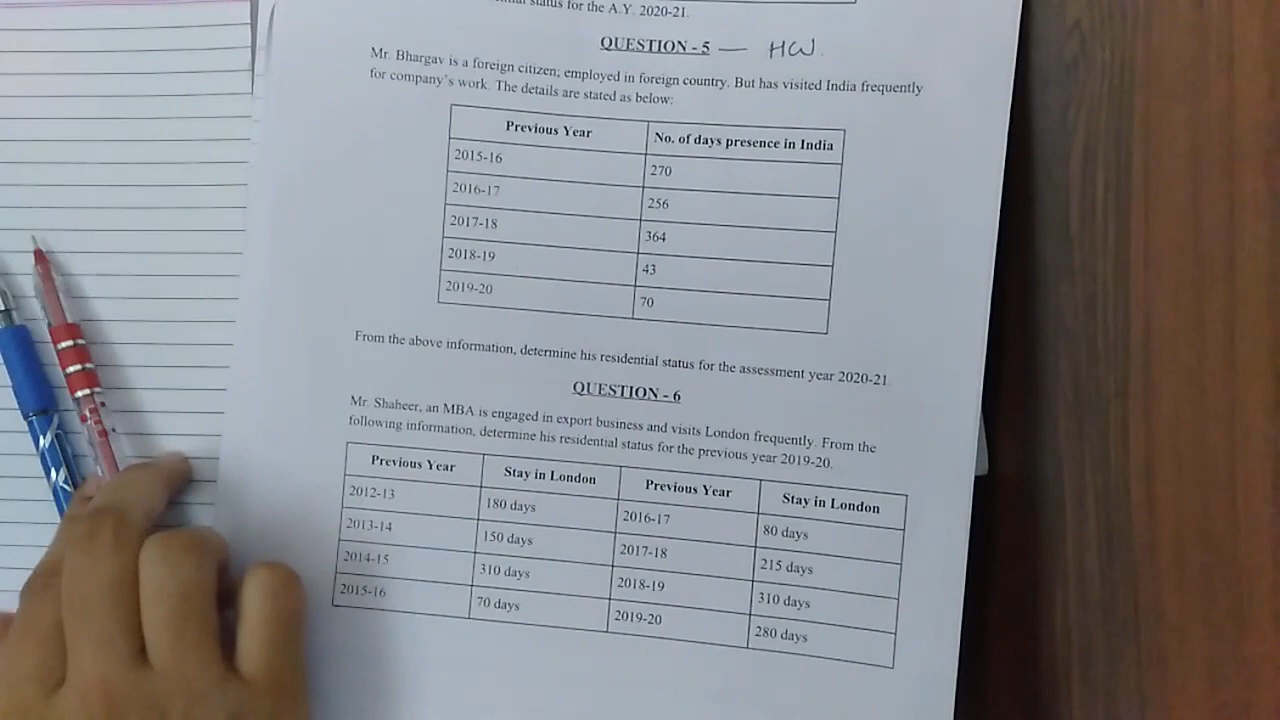 status for the A.Y. 2020-21.
QUESTION - 5 — HW.
Mr. Bhargav is a foreign citizen; employed in foreign country. But has visited India frequently
for company's work. The details are stated as below:
Previous Year No. of days presence in India
2015-16 270
2016-17 256
2017-18 364
2018-19 43
2019-20 70
From the above information, determine his residential status for the assessment year 2020-21
QUESTION - 6
Mr. Shaheer, an MBA is engaged in export business and visits London frequently. From the
following information, determine his residential status for the previous year 2019-20.
Previous Year Stay in London Previous Year Stay in London
2012-13 180 days 2016-17 80 days
2013-14 150 days 2017-18 215 days
2014-15 310 days 2018-19 310 days
2015-16 70 days 2019-20 280 days